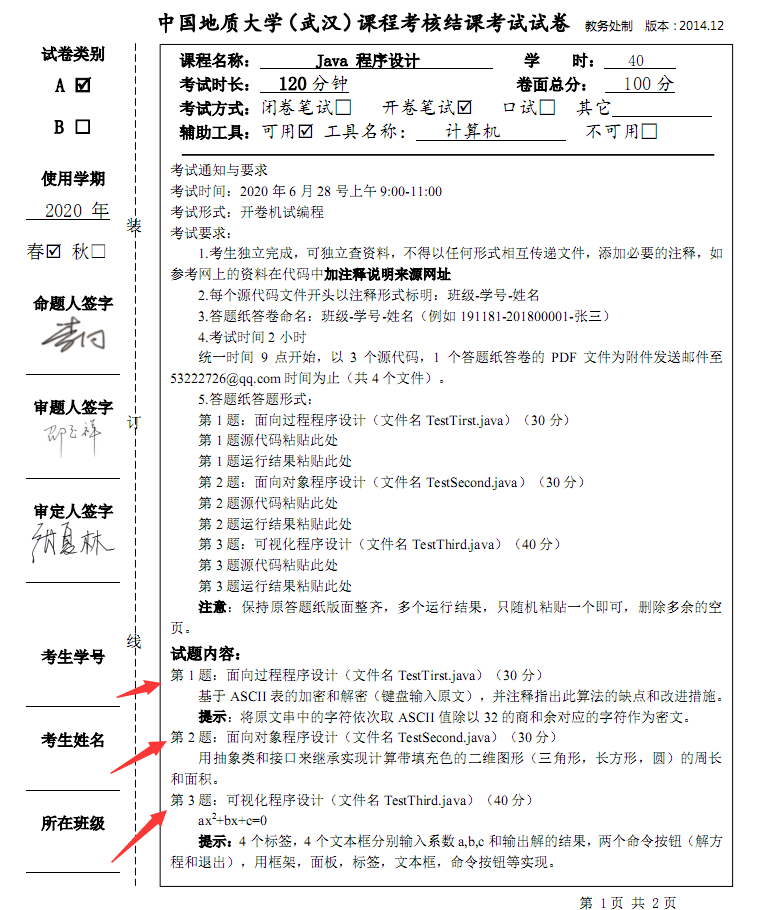 中国地质大学（武汉）课程考核结课考试试卷 教务处制 版本：2014.12
试卷类别
A ☑
B □
使用学期
2020 年
春☑ 秋□
命题人签字
审题人签字
审定人签字
考生学号
考生姓名
所在班级
装
订
线
课程名称： Java 程序设计 学 时： 40
考试时长： 120分钟 卷面总分： 100分
考试方式：闭卷笔试□ 开卷笔试☑ 口试□ 其它
辅助工具：可用☑ 工具名称： 计算机 不可用□
考试通知与要求
考试时间：2020 年 6 月 28 号上午 9:00-11:00
考试形式：开卷机试编程
考试要求：
1.考生独立完成，可独立查资料，不得以任何形式相互传递文件，添加必要的注释，如
参考网上的资料在代码中加注释说明来源网址
2.每个源代码文件开头以注释形式标明：班级-学号-姓名
3.答题纸答卷命名：班级-学号-姓名（例如 191181-201800001-张三）
4.考试时间 2 小时
统一时间 9 点开始，以 3 个源代码，1 个答题纸答卷的 PDF 文件为附件发送邮件至
53222726@qq.com 时间为止（共 4 个文件）。
5.答题纸答题形式：
第 1 题：面向过程程序设计（文件名 TestTirst.java）（30 分）
第 1 题源代码粘贴此处
第 1 题运行结果粘贴此处
第 2 题：面向对象程序设计（文件名 TestSecond.java）（30 分）
第 2 题源代码粘贴此处
第 2 题运行结果粘贴此处
第 3 题：可视化程序设计（文件名 TestThird.java）（40 分）
第 3 题源代码粘贴此处
第 3 题运行结果粘贴此处
注意：保持原答题纸版面整齐，多个运行结果，只随机粘贴一个即可，删除多余的空
页。
试题内容：
第 1 题：面向过程程序设计（文件名 TestTirst.java）（30 分）
基于 ASCII 表的加密和解密（键盘输入原文），并注释指出此算法的缺点和改进措施。
提示：将原文串中的字符依次取 ASCII 值除以 32 的商和余对应的字符作为密文。
第 2 题：面向对象程序设计（文件名 TestSecond.java）（30 分）
用抽象类和接口来继承实现计算带填充色的二维图形（三角形，长方形，圆）的周长
和面积。
第 3 题：可视化程序设计（文件名 TestThird.java）（40 分）
ax²+bx+c=0
提示：4 个标签，4 个文本框分别输入系数 a,b,c 和输出解的结果，两个命令按钮（解方
程和退出），用框架，面板，标签，文本框，命令按钮等实现。
第 1页 共 2 页